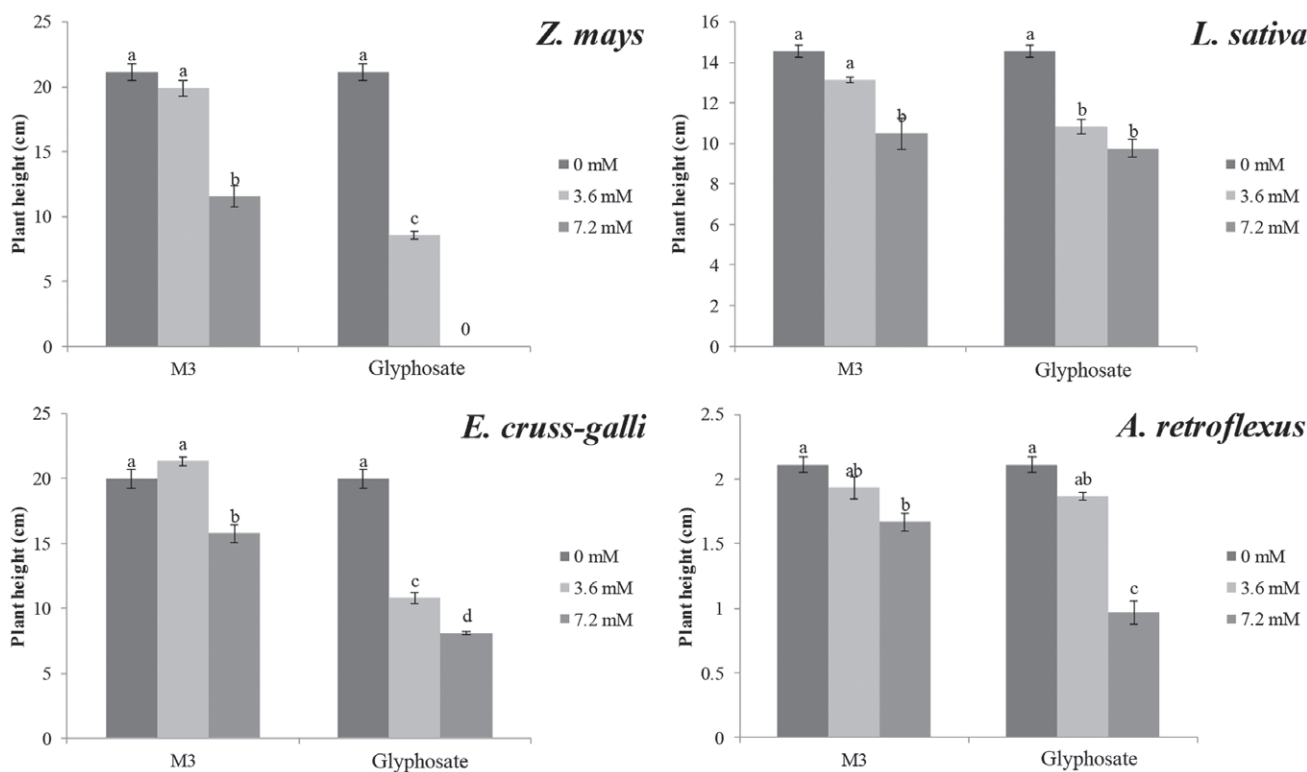 Z. mays
Plant height (cm)
25
20
15
10
5
0
a
a
b
a
c
0
M3
Glyphosate
0 mM
3.6 mM
7.2 mM
L. sativa
Plant height (cm)
16
14
12
10
8
6
4
2
0
a
a
b
a
b
b
M3
Glyphosate
0 mM
3.6 mM
7.2 mM
E. cruss-galli
Plant height (cm)
25
20
15
10
5
0
a
a
b
a
c
d
M3
Glyphosate
0 mM
3.6 mM
7.2 mM
A. retroflexus
Plant height (cm)
2.5
2
1.5
1
0.5
0
a
ab
b
a
ab
c
M3
Glyphosate
0 mM
3.6 mM
7.2 mM